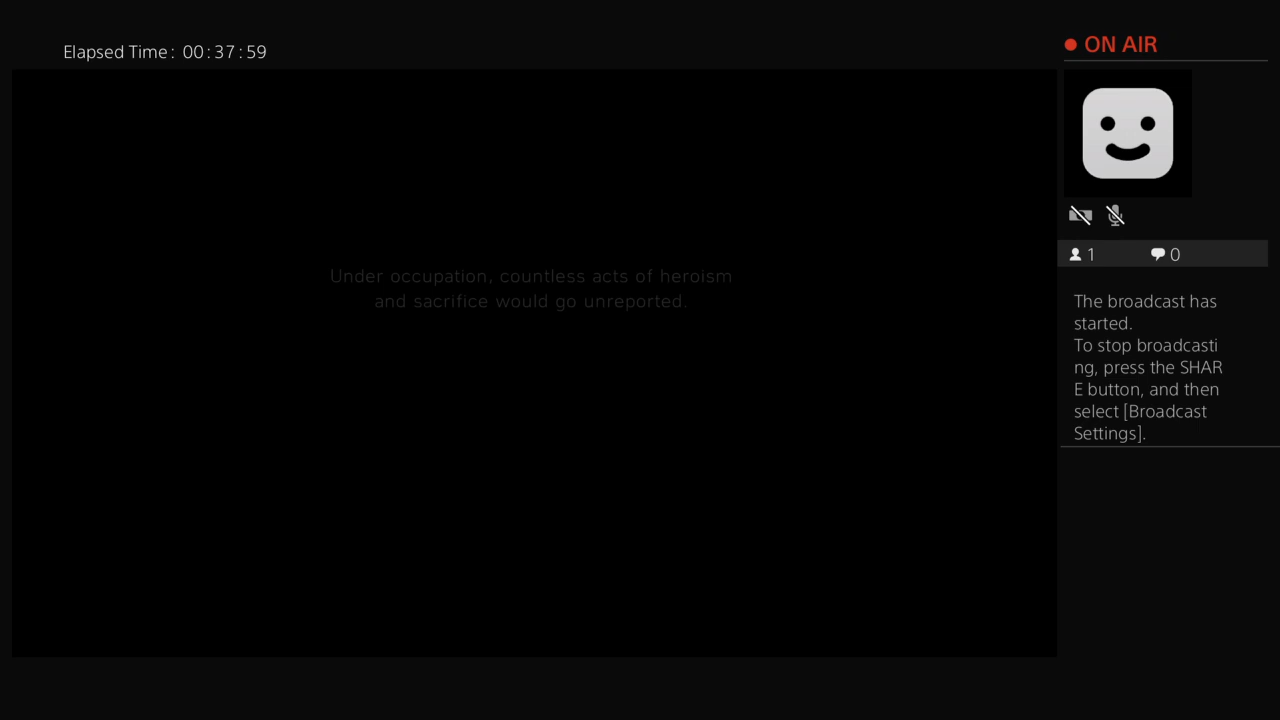 Elapsed Time: 00:37:59
ON AIR
Under occupation, countless acts of heroism
and sacrifice would go unreported.
1 0
The broadcast has
started.
To stop broadcasti
ng, press the SHAR
E button, and then
select [Broadcast
Settings].